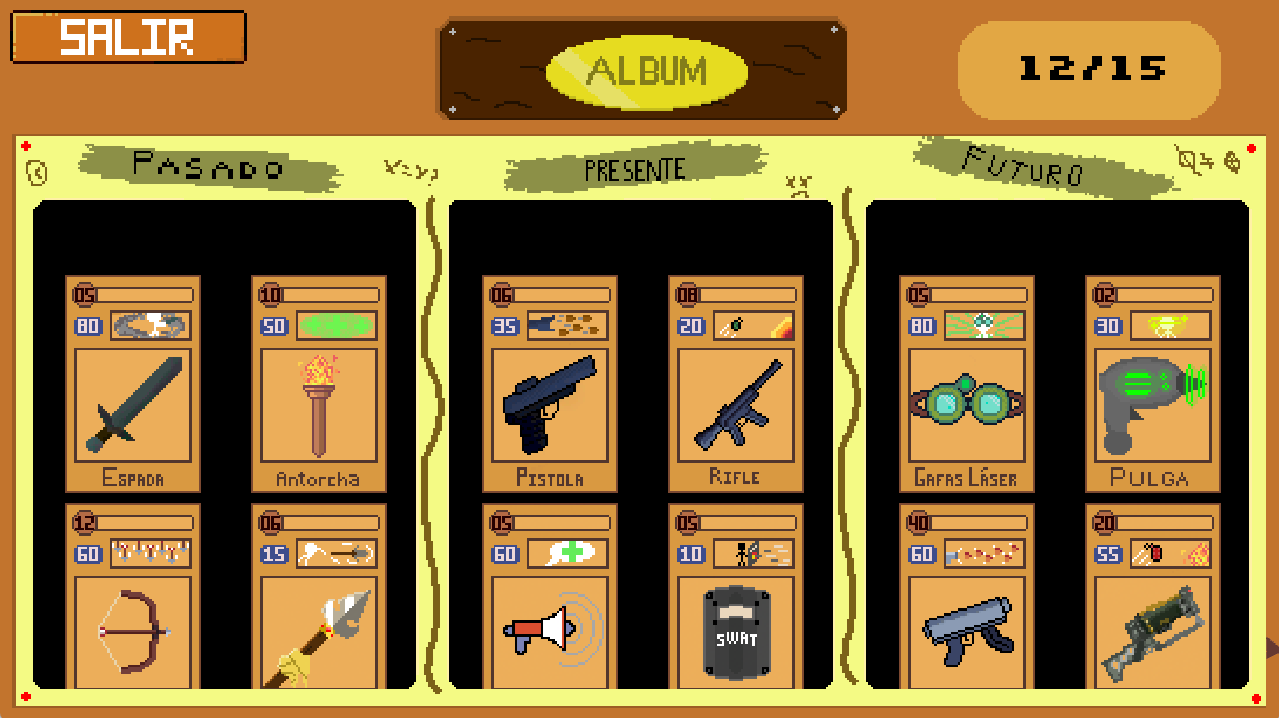 SALIR
ALBUM
12/15
PASADO
PRESENTE
FUTURO
05
80
ESPADA
10
50
Antorcha
06
35
PISTOLA
08
20
RIFLE
05
80
GAFAS LÁSER
02
30
PULGA
12
60
06
15
05
60
05
10
SWAT
40
60
20
55